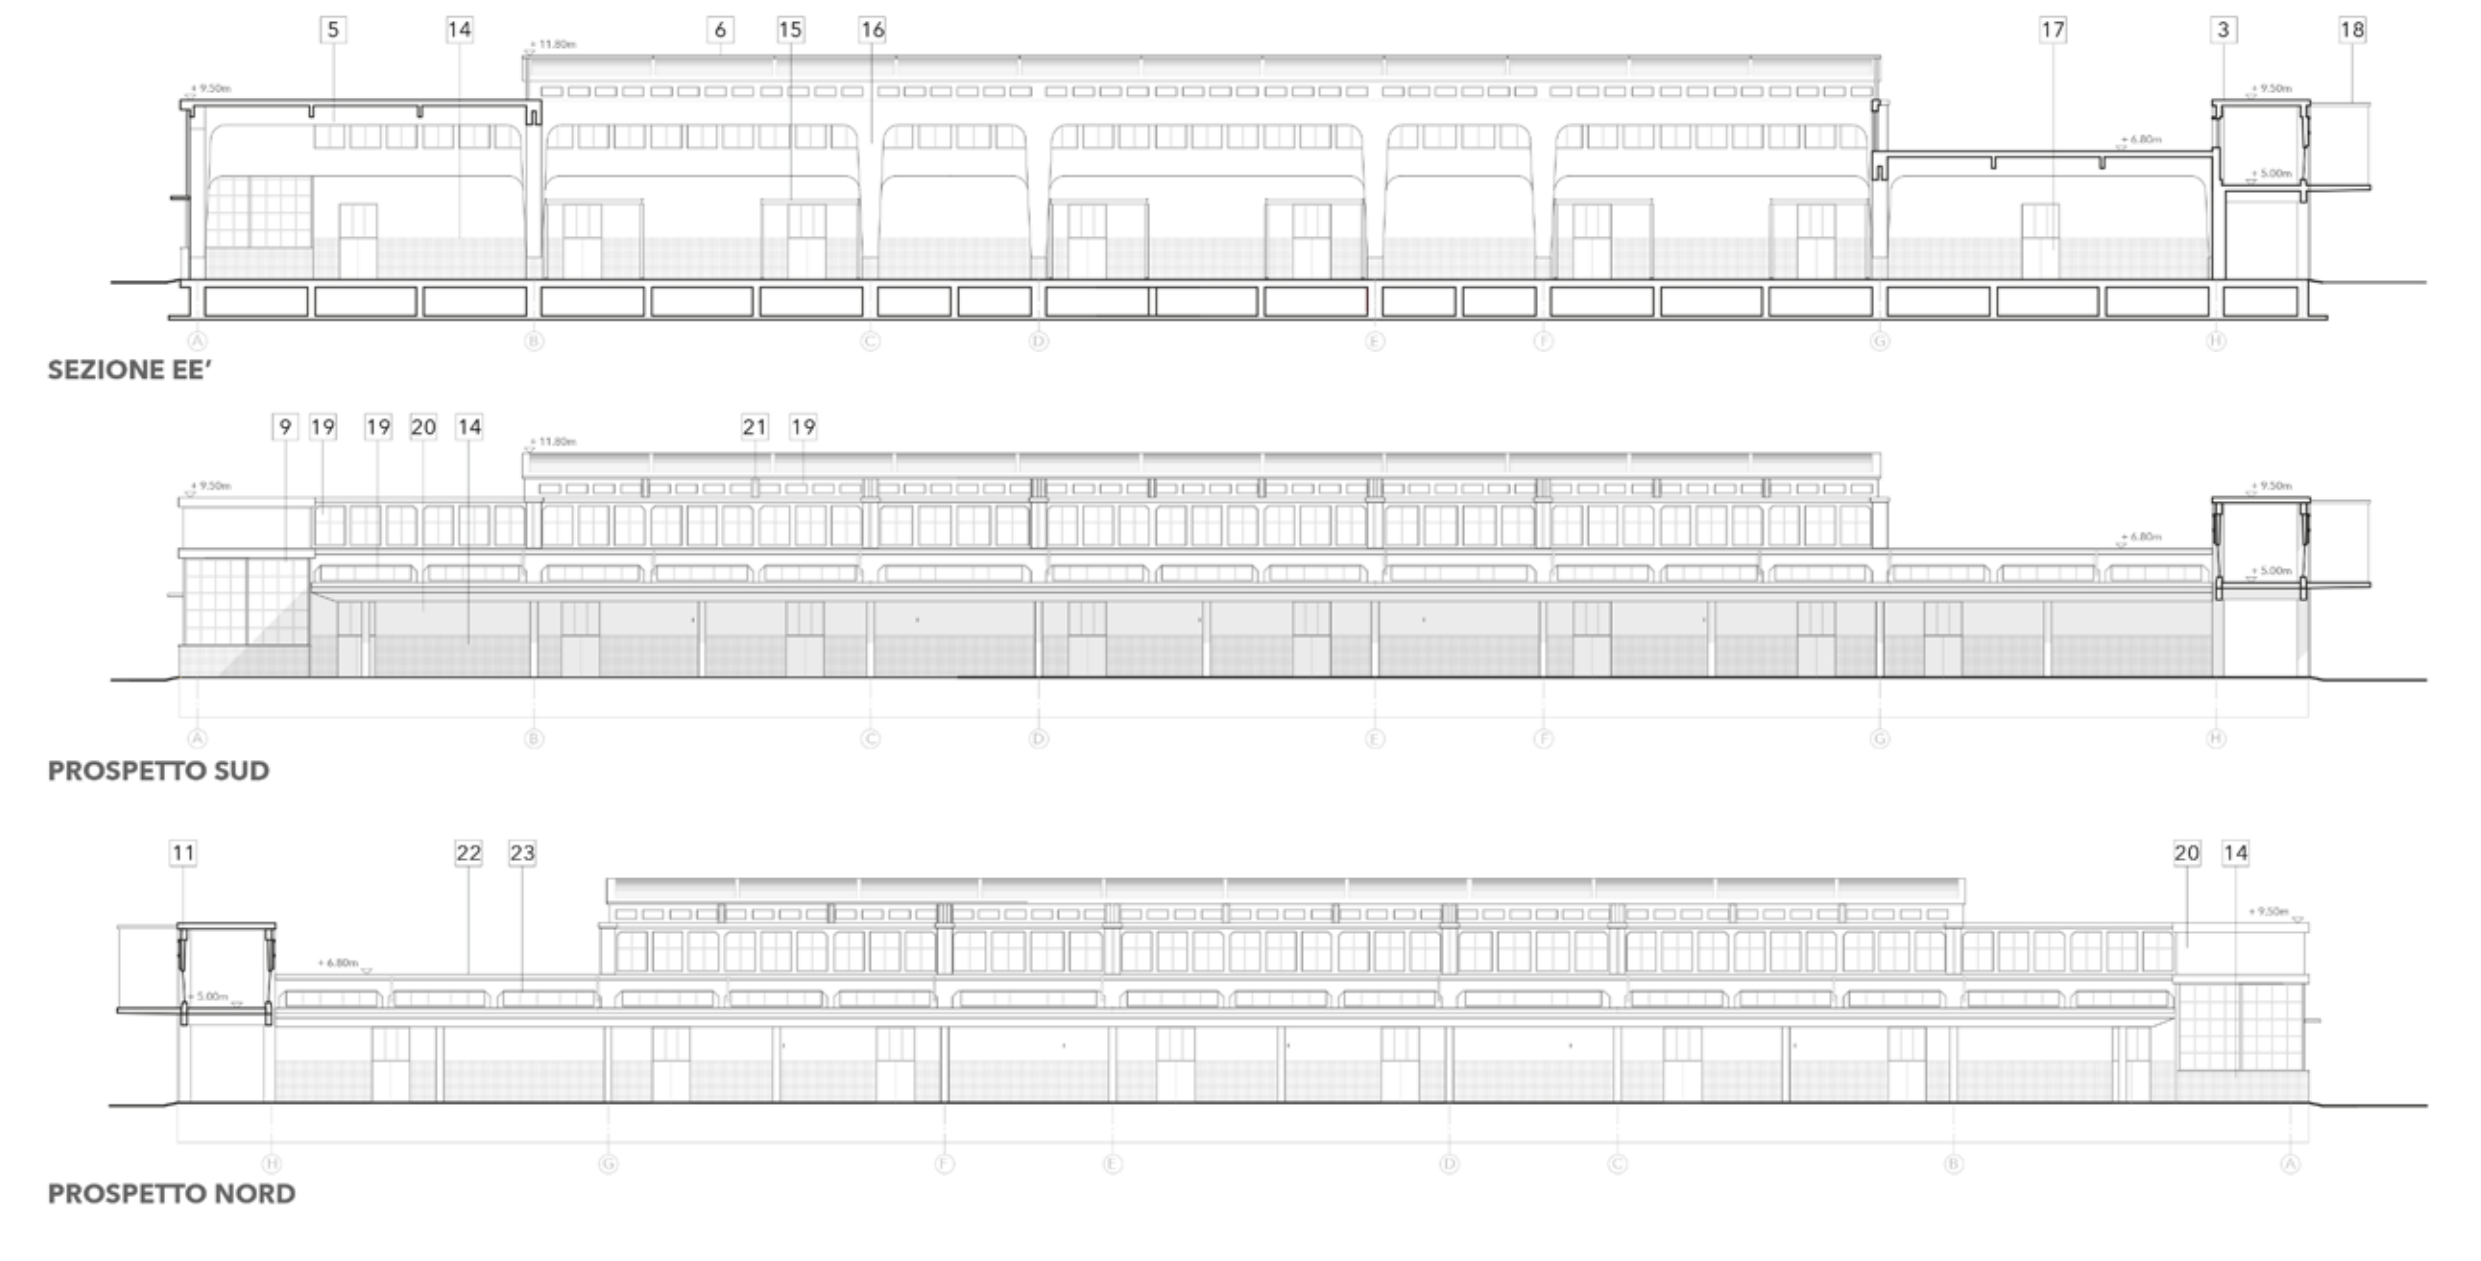 5 14 6 15 16 17 3 18
+ 11.80m
+ 9.50m + 9.50m
+ 6.80m
+ 5.00m
A B C D E F G H
SEZIONE EE’
9 19 19 20 14 21 19
+ 11.80m
+ 9.50m + 9.50m
+ 6.80m
+ 5.00m
A B C D E F G H
PROSPETTO SUD
11 22 23 20 14
+ 9.50m
+ 6.80m
+ 5.00m
H G F E D C B A
PROSPETTO NORD